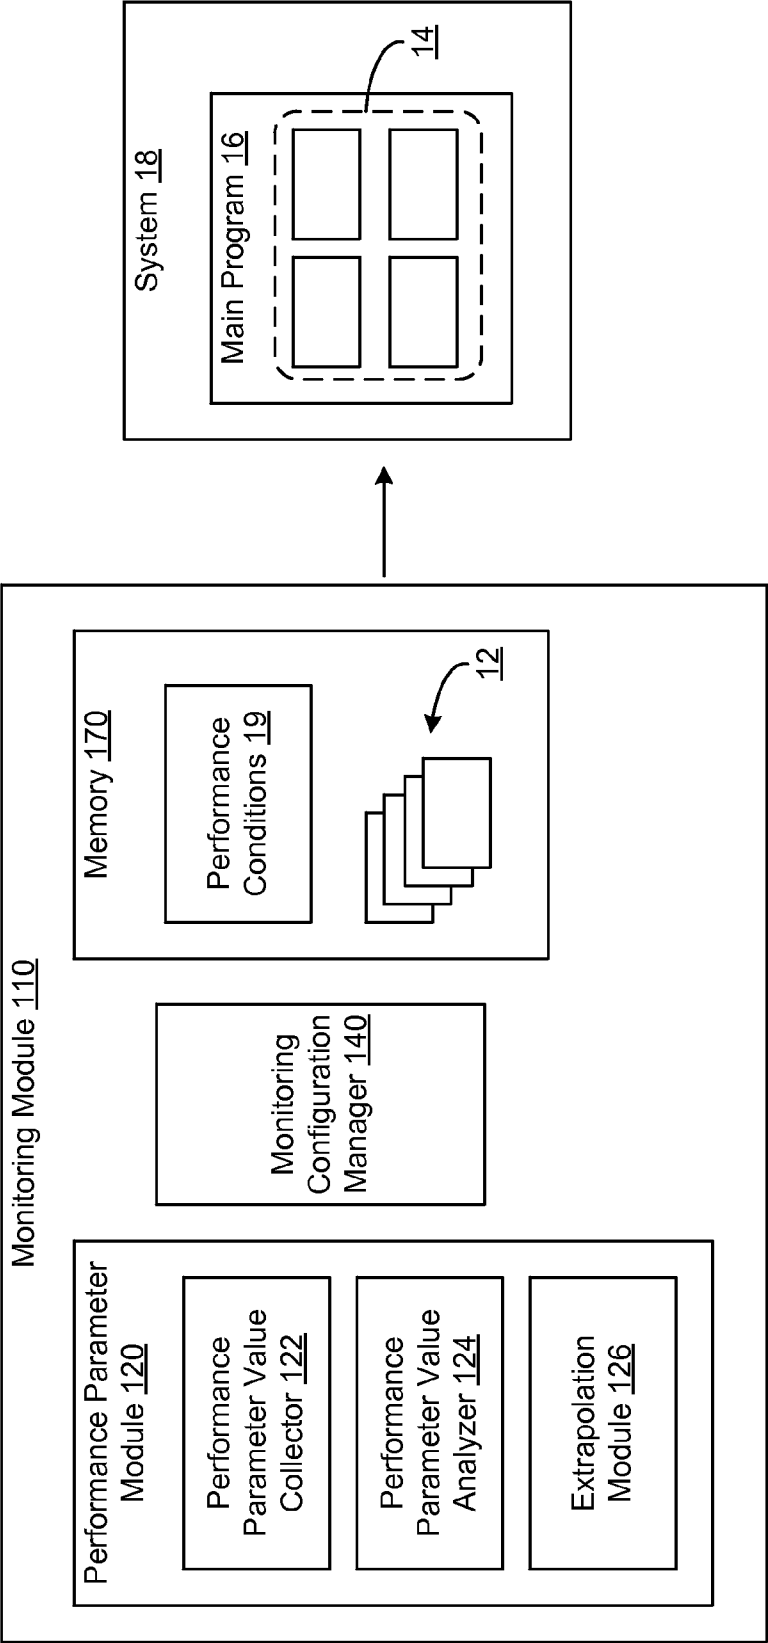 Monitoring Module 110
Performance Parameter
Module 120
Performance
Parameter Value
Collector 122
Performance
Parameter Value
Analyzer 124
Extrapolation
Module 126
Monitoring
Configuration
Manager 140
Memory 170
Performance
Conditions 19
12
System 18
Main Program 16
14